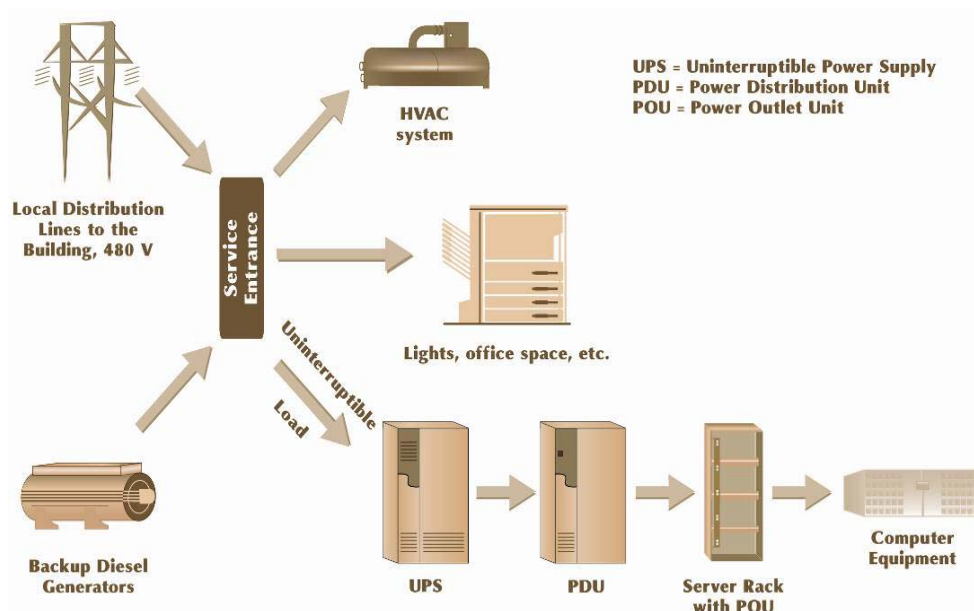 UPS = Uninterruptible Power Supply
PDU = Power Distribution Unit
POU = Power Outlet Unit
HVAC
system
Local Distribution
Lines to the
Building, 480 V
Service
Entrance
Lights, office space, etc.
Uninterruptible
Load
Backup Diesel
Generators
UPS
PDU
Server Rack
with POU
Computer
Equipment